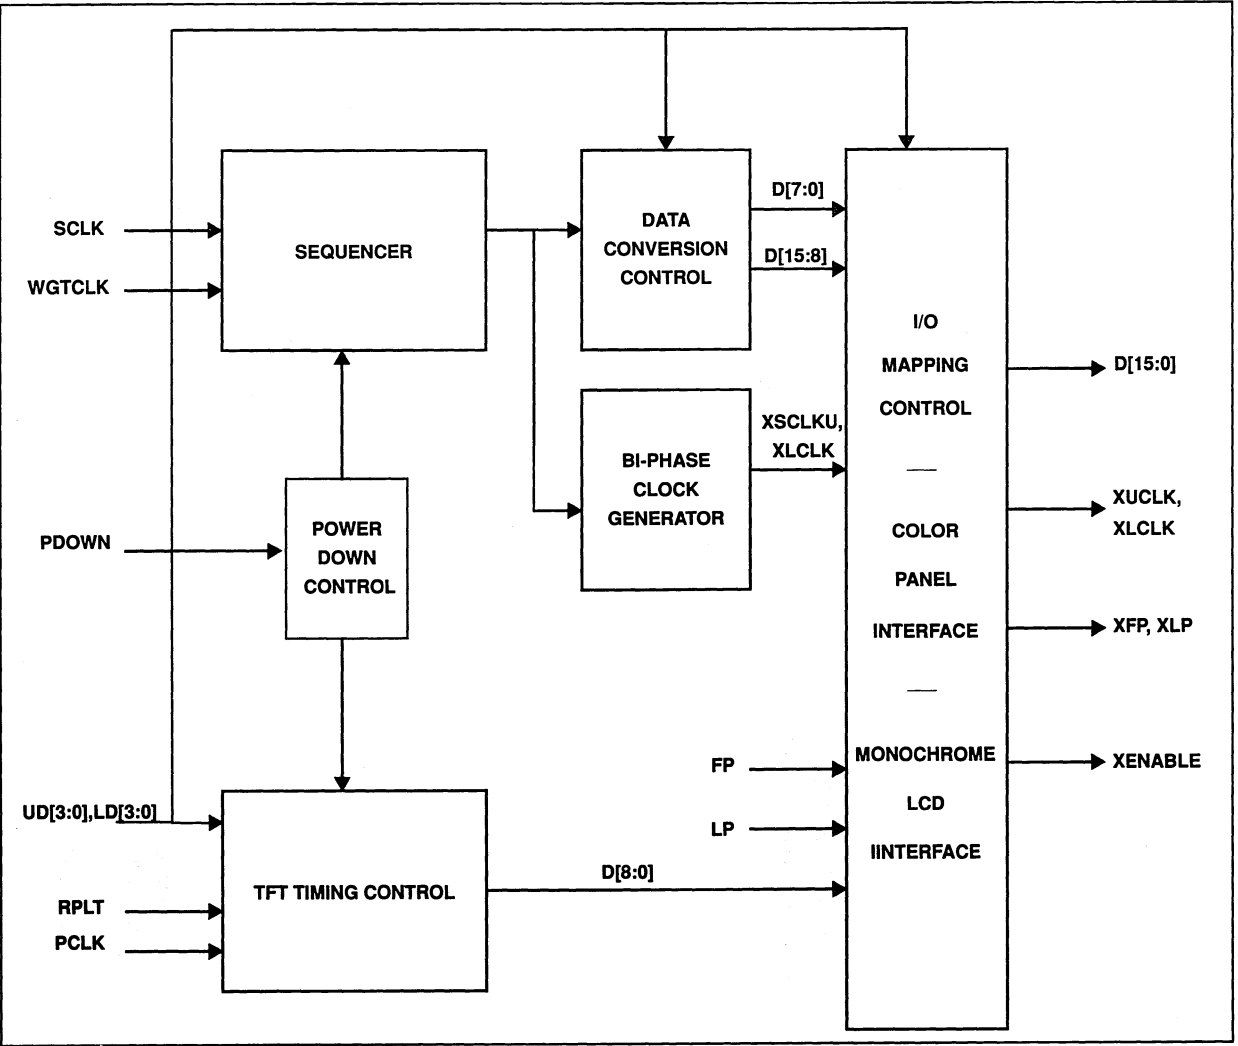 SCLK
WGTCLK
SEQUENCER
DATA
CONVERSION
CONTROL
D[7:0]
D[15:8]
PDOWN
POWER
DOWN
CONTROL
BI-PHASE
CLOCK
GENERATOR
XSCLKU,
XLCLK
I/O
MAPPING
CONTROL
COLOR
PANEL
INTERFACE
MONOCHROME
LCD
IINTERFACE
D[15:0]
XUCLK,
XLCLK
XFP, XLP
XENABLE
FP
LP
UD[3:0],LD[3:0]
RPLT
PCLK
TFT TIMING CONTROL
D[8:0]